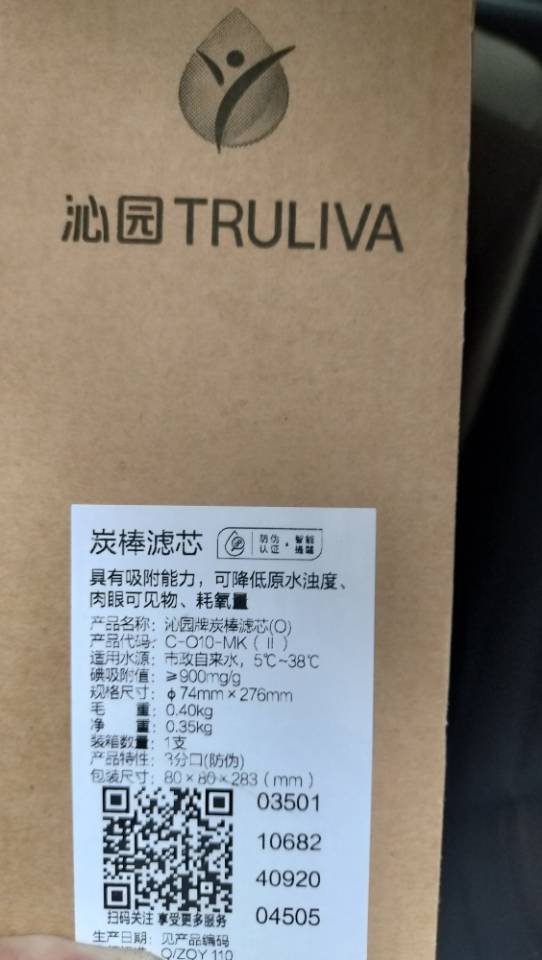 沁园 TRULIVA
炭棒滤芯
防伪 认证 · 智能
具有吸附能力，可降低原水浊度、
肉眼可见物、耗氧量
产品名称：沁园牌炭棒滤芯(O)
产品代码：C-O10-MK（Ⅱ）
适用水源：市政自来水，5℃~38℃
碘吸附值：≥900mg/g
规格尺寸：ϕ74mm×276mm
毛 重：0.40kg
净 重：0.35kg
装箱数量：1支
产品特性：3分口(防伪)
包装尺寸：80×80×283（mm）
03501
10682
40920
04505
扫码关注 享受更多服务
生产日期：见产品编码
Q/ZQY 110